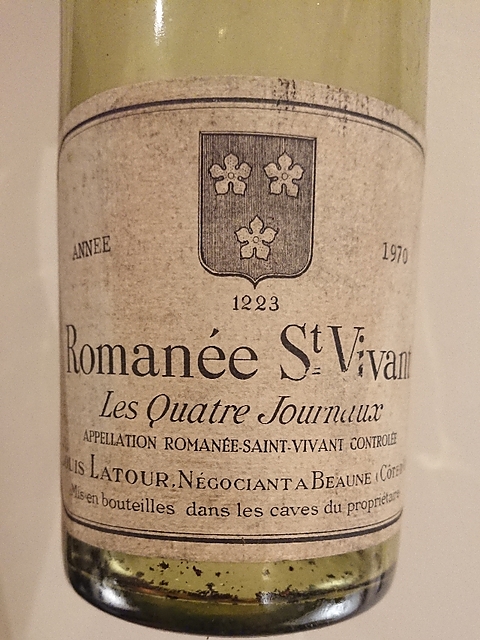 ANNEE 1970
1223
Romanée St Vivant
Les Quatre Journaux
APPELLATION ROMANÉE-SAINT-VIVANT CONTROLÉE
LATOUR, NÉGOCIANT A BEAUNE
Mis en bouteilles dans les caves du propriétaire